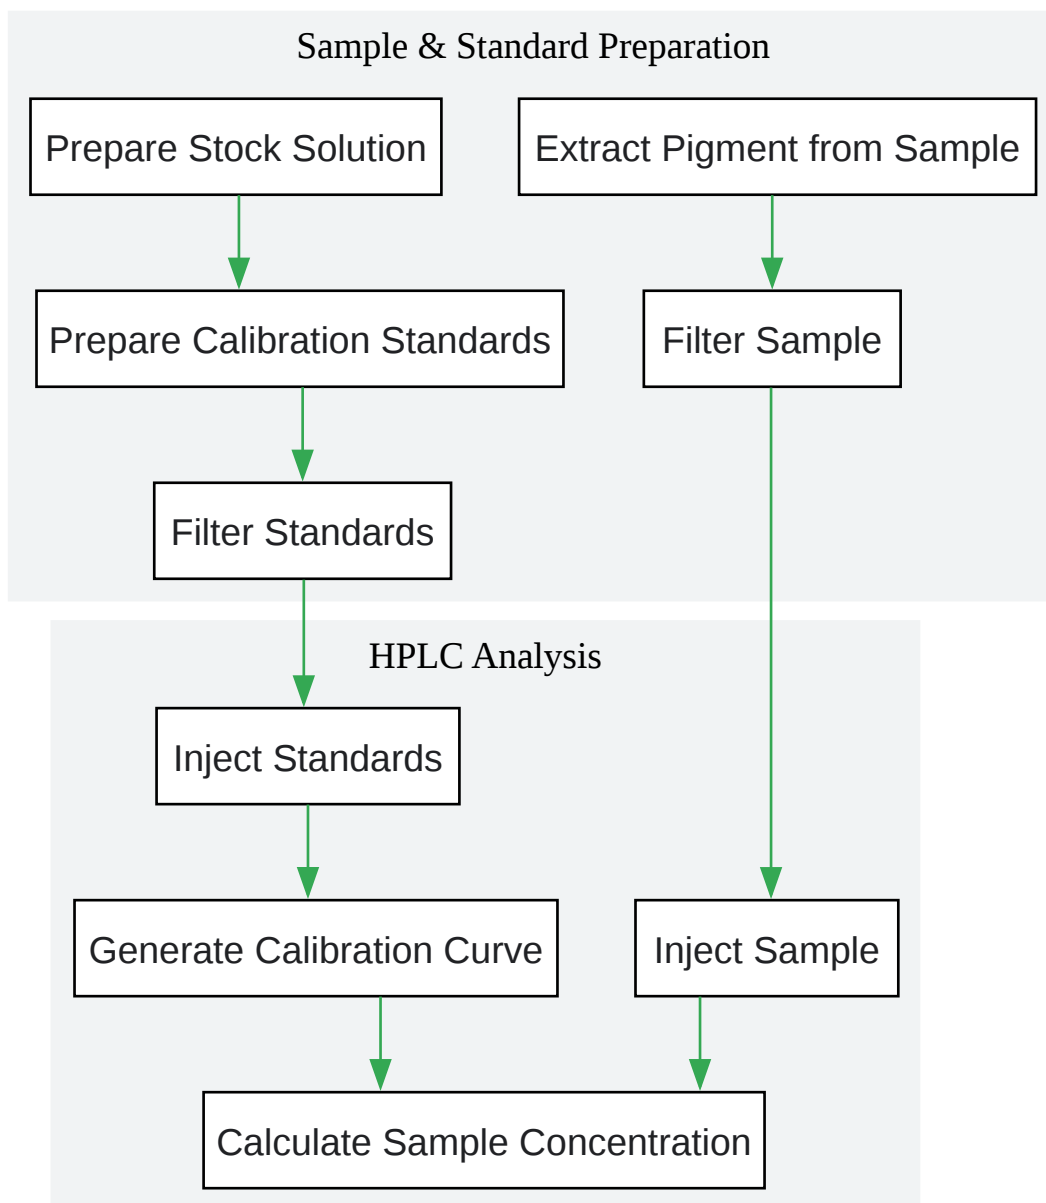 Sample & Standard Preparation
Prepare Stock Solution
Extract Pigment from Sample
Prepare Calibration Standards
Filter Sample
Filter Standards
HPLC Analysis
Inject Standards
Generate Calibration Curve
Inject Sample
Calculate Sample Concentration